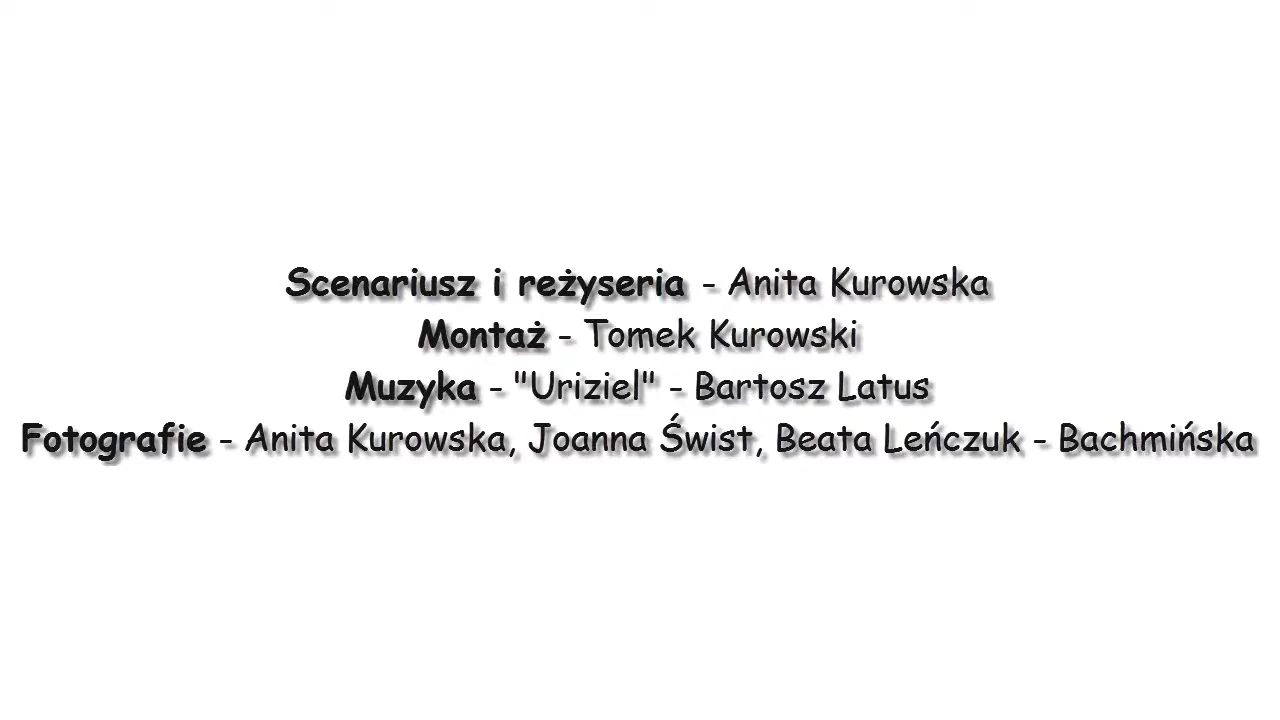 Scenariusz i reżyseria - Anita Kurowska
Montaż - Tomek Kurowski
Muzyka - "Uriziel" - Bartosz Latus
Fotografie - Anita Kurowska, Joanna Świst, Beata Leńczuk - Bachmińska